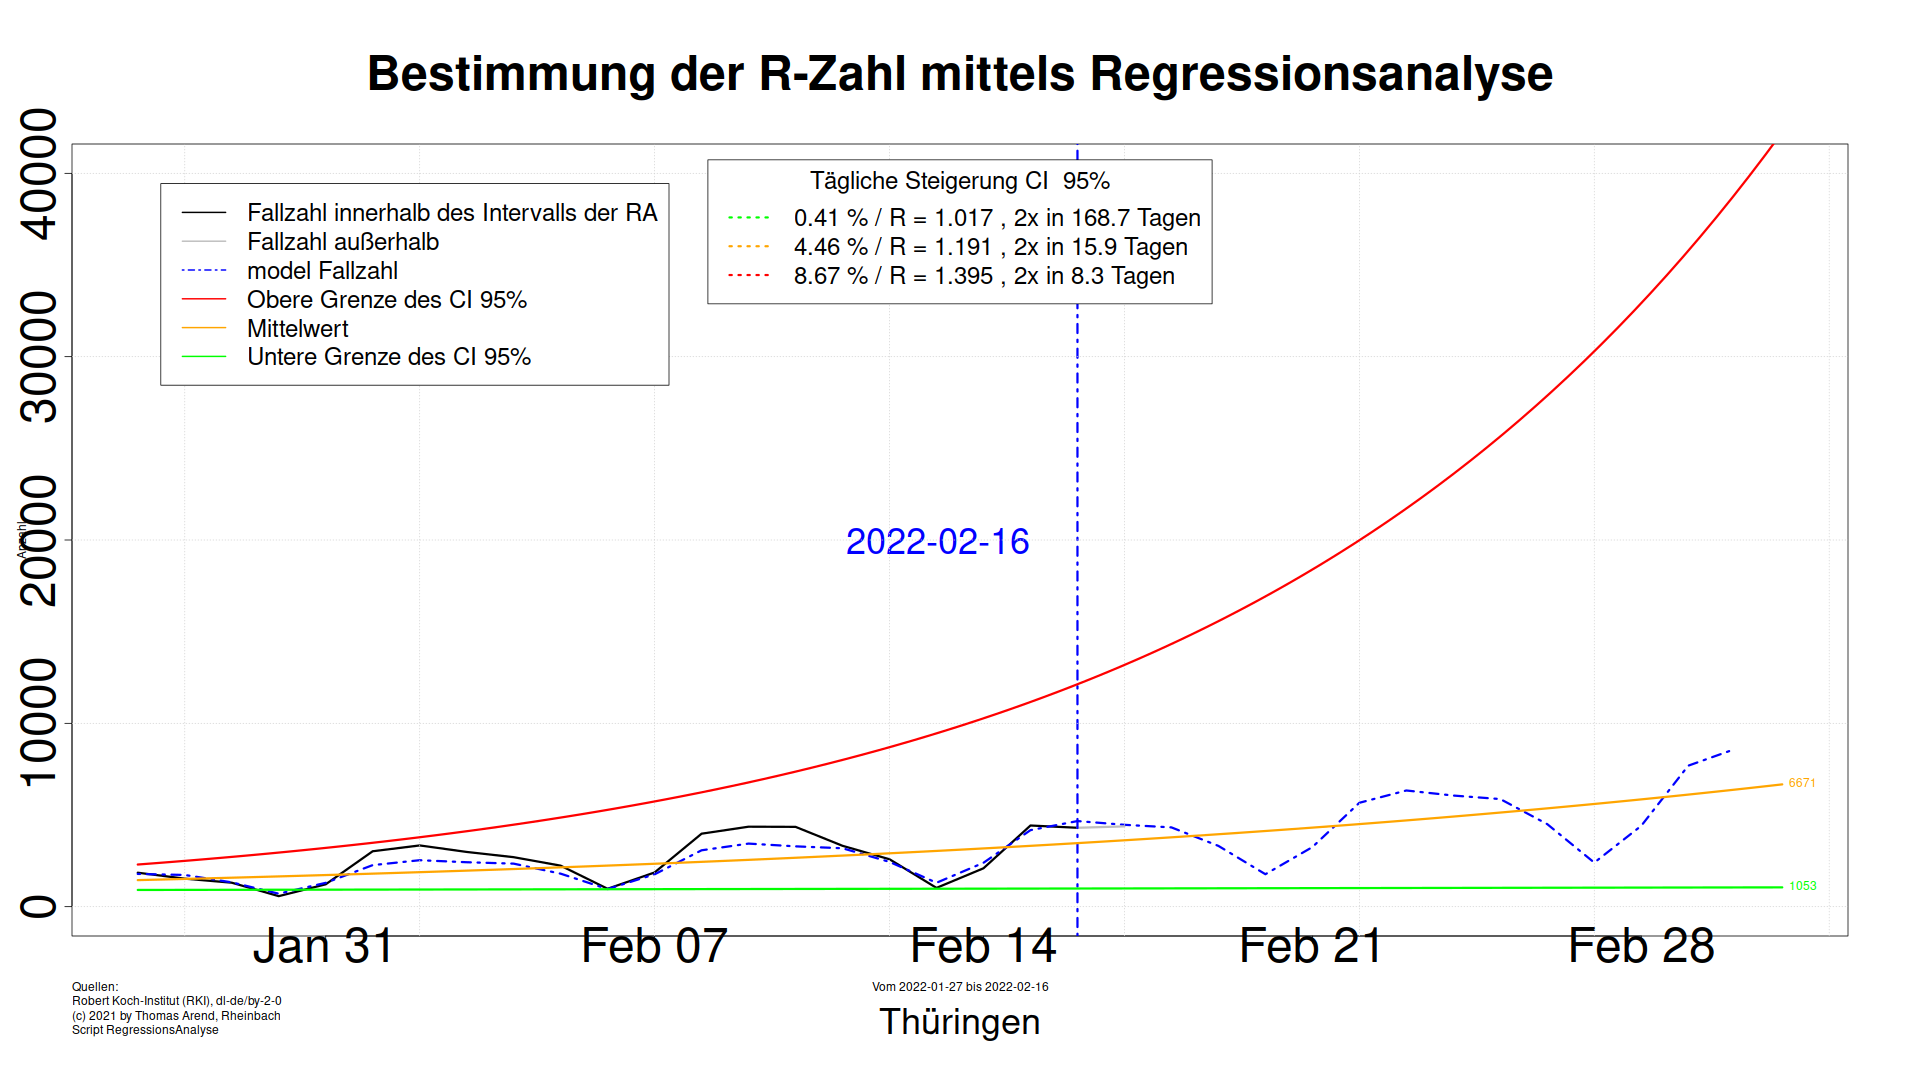 Bestimmung der R-Zahl mittels Regressionsanalyse
Anzahl
40000
30000
20000
10000
0
Fallzahl innerhalb des Intervalls der RA
Fallzahl außerhalb
model Fallzahl
Obere Grenze des CI 95%
Mittelwert
Untere Grenze des CI 95%
Tägliche Steigerung CI 95%
0.41 % / R = 1.017 , 2x in 168.7 Tagen
4.46 % / R = 1.191 , 2x in 15.9 Tagen
8.67 % / R = 1.395 , 2x in 8.3 Tagen
2022-02-16
6671
1053
Jan 31
Feb 07
Feb 14
Feb 21
Feb 28
Quellen:
Robert Koch-Institut (RKI), dl-de/by-2-0
(c) 2021 by Thomas Arend, Rheinbach
Script RegressionsAnalyse
Vom 2022-01-27 bis 2022-02-16
Thüringen